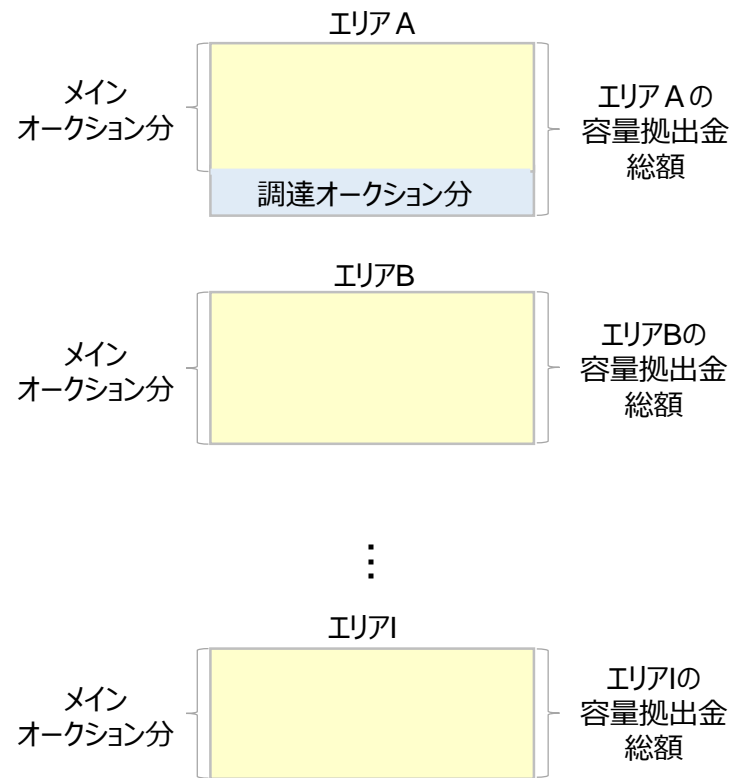 エリアA
メイン
オークション分
エリアAの
容量拠出金
総額
調達オークション分
エリアB
メイン
オークション分
エリアBの
容量拠出金
総額
⋮
エリアI
メイン
オークション分
エリアIの
容量拠出金
総額